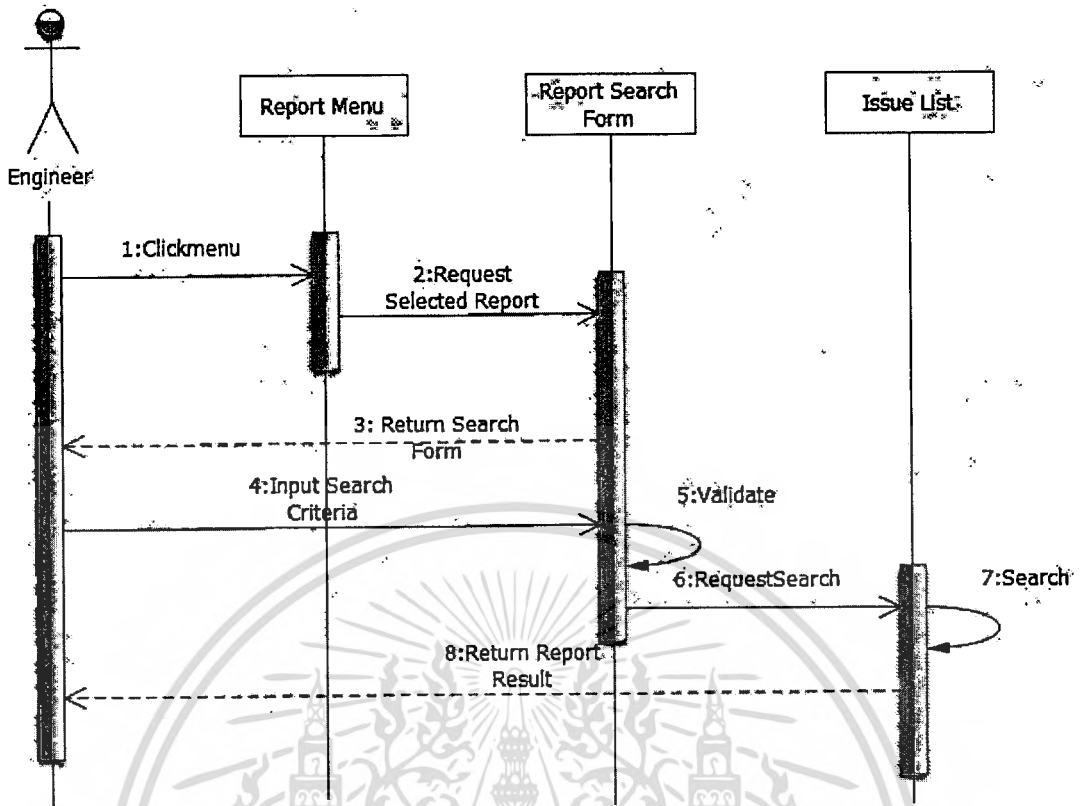 Report Menu
Report Search
Form
Issue List
Engineer
1:Clickmenu
2:Request
Selected Report
3: Return Search
Form
4:Input Search
Criteria
5:Validate
6:RequestSearch
7:Search
8:Return Report
Result